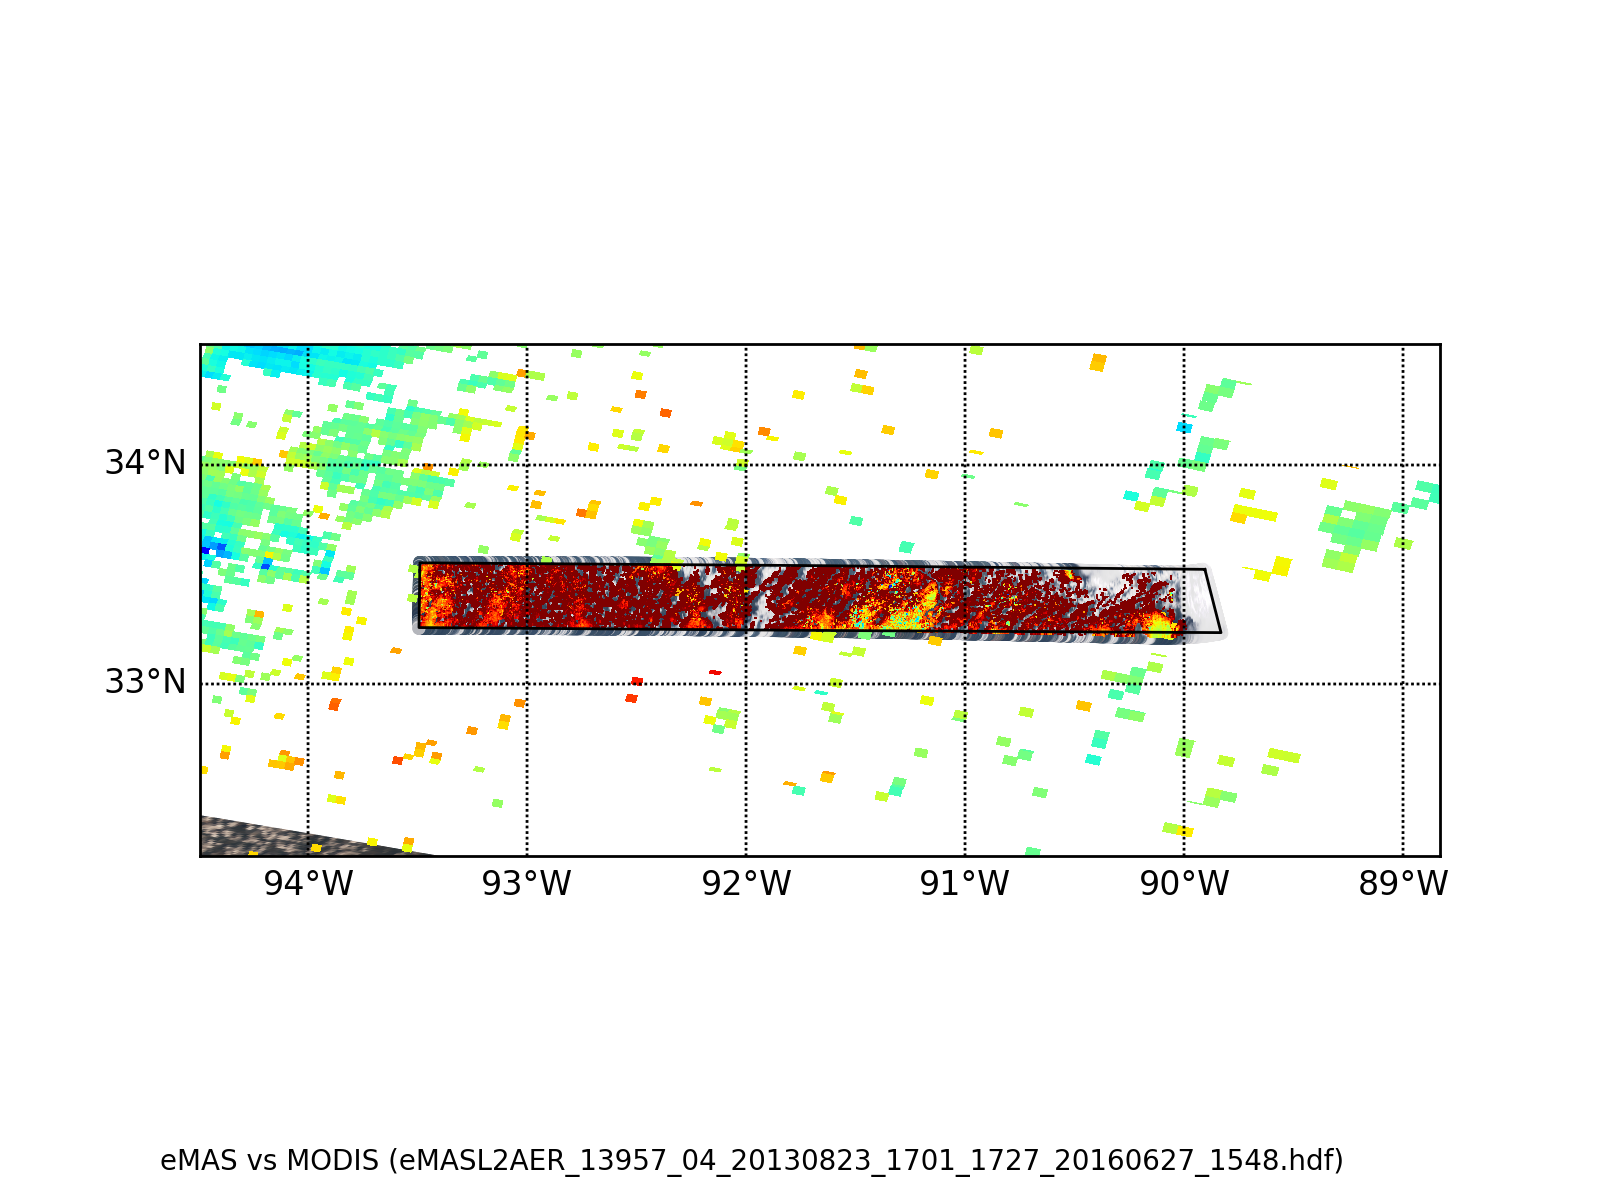 34°N
33°N
94°W 93°W 92°W 91°W 90°W 89°W
eMAS vs MODIS (eMASL2AER_13957_04_20130823_1701_1727_20160627_1548.hdf)